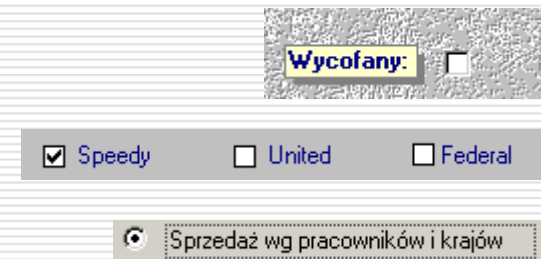 Wycofany:
Speedy United Federal
Sprzedaż wg pracowników i krajów